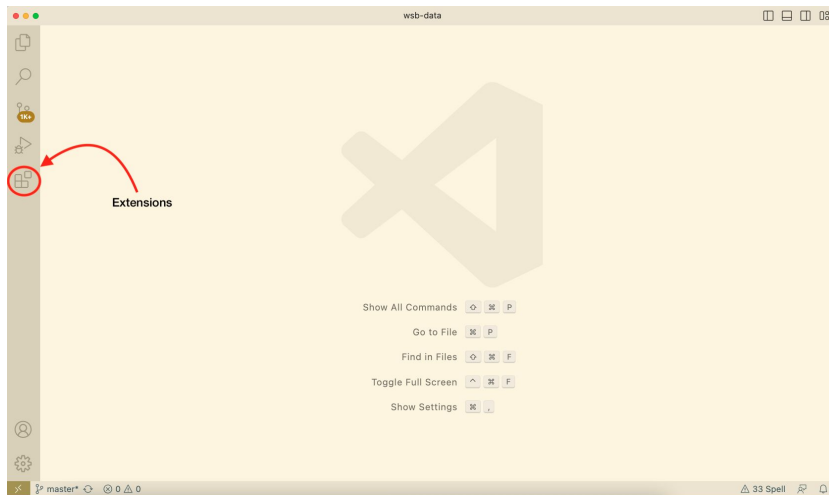 wsb-data
1K+
Extensions
Show All Commands ⇧ ⌘ P
Go to File ⌘ P
Find in Files ⇧ ⌘ F
Toggle Full Screen ^ ⌘ F
Show Settings ⌘ ,
master* ⊗ 0 ⚠ 0
⚠ 33 Spell